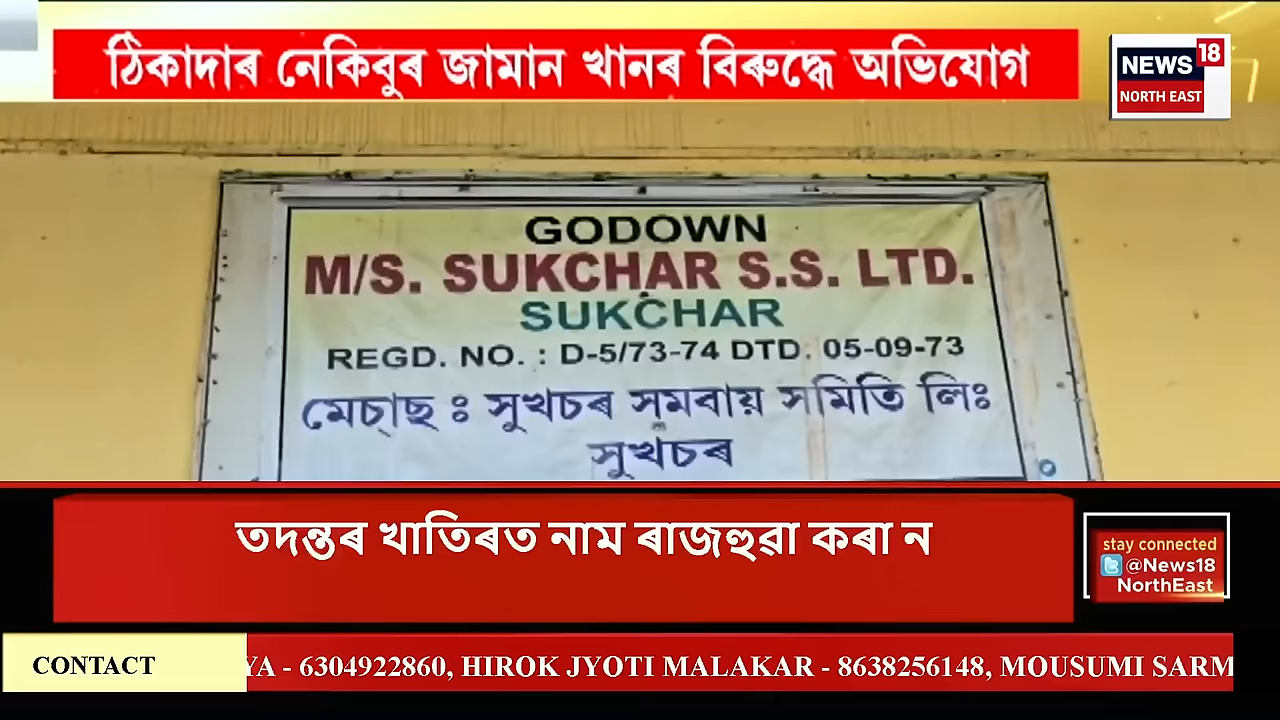 ঠিকাদাৰ নেকিবুৰ জামান খানৰ বিৰুদ্ধে অভিযোগ
NEWS 18
NORTH EAST
GODOWN
M/S. SUKCHAR S.S. LTD.
SUKCHAR
REGD. NO. : D-5/73-74 DTD. 05-09-73
মেচাৰ্ছ ঃ সুখচৰ সমবায় সমিতি লিঃ
সুখচৰ
তদন্তৰ খাতিৰত নাম ৰাজহুৱা কৰা ন
stay connected
@News18
NorthEast
CONTACT
YA - 6304922860, HIROK JYOTI MALAKAR - 8638256148, MOUSUMI SARM